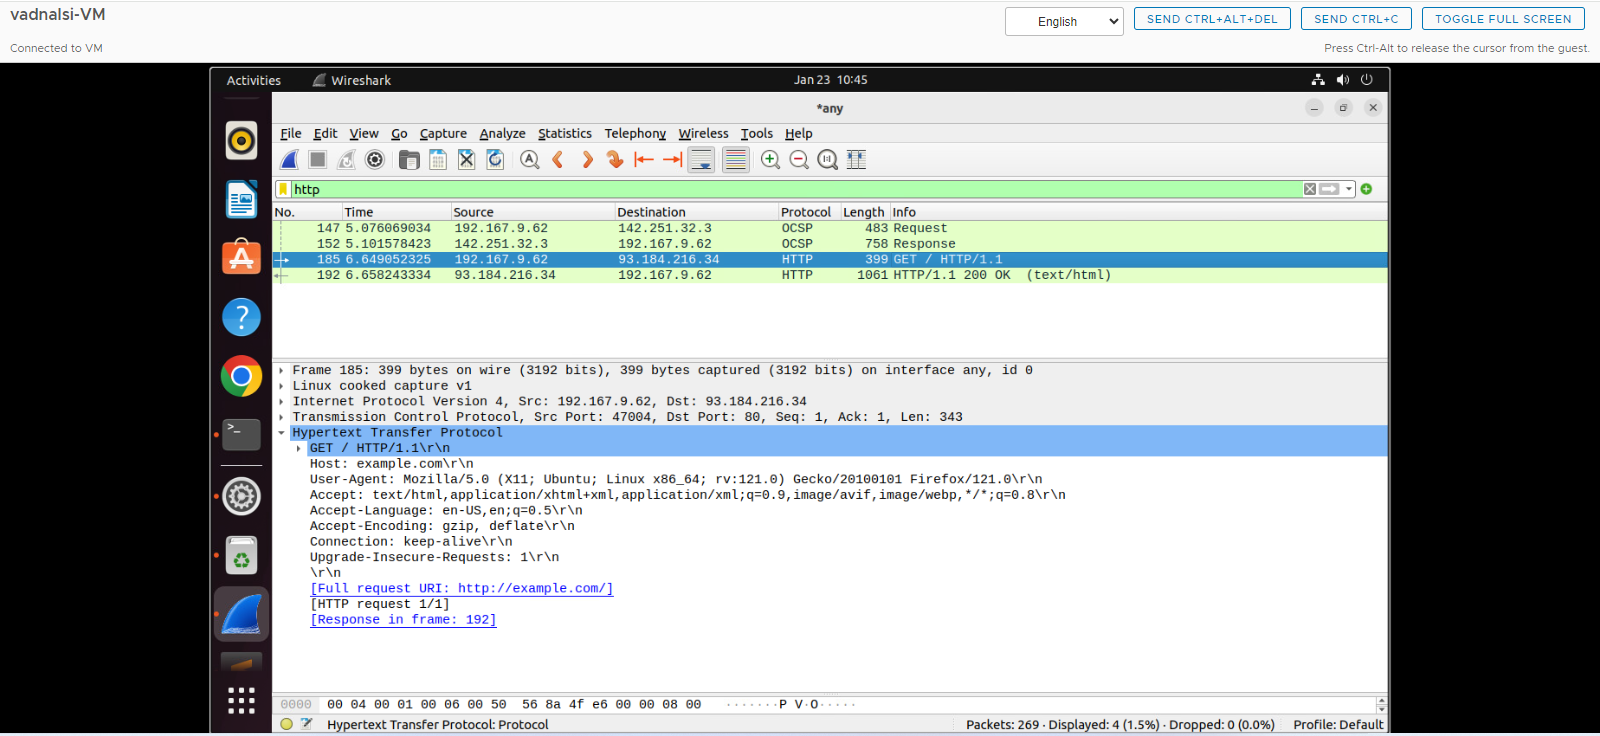 vadnalsi-VM
English
SEND CTRL+ALT+DEL
SEND CTRL+C
TOGGLE FULL SCREEN
Connected to VM
Press Ctrl-Alt to release the cursor from the guest.
Activities Wireshark Jan 23 10:45
*any
File Edit View Go Capture Analyze Statistics Telephony Wireless Tools Help
http
No. Time Source Destination Protocol Length Info
147 5.076069034 192.167.9.62 142.251.32.3 OCSP 483 Request
152 5.101578423 142.251.32.3 192.167.9.62 OCSP 758 Response
185 6.649052325 192.167.9.62 93.184.216.34 HTTP 399 GET / HTTP/1.1
192 6.658243334 93.184.216.34 192.167.9.62 HTTP 1061 HTTP/1.1 200 OK (text/html)
Frame 185: 399 bytes on wire (3192 bits), 399 bytes captured (3192 bits) on interface any, id 0
Linux cooked capture v1
Internet Protocol Version 4, Src: 192.167.9.62, Dst: 93.184.216.34
Transmission Control Protocol, Src Port: 47004, Dst Port: 80, Seq: 1, Ack: 1, Len: 343
Hypertext Transfer Protocol
GET / HTTP/1.1\r\n
Host: example.com\r\n
User-Agent: Mozilla/5.0 (X11; Ubuntu; Linux x86_64; rv:121.0) Gecko/20100101 Firefox/121.0\r\n
Accept: text/html,application/xhtml+xml,application/xml;q=0.9,image/avif,image/webp,*/*;q=0.8\r\n
Accept-Language: en-US,en;q=0.5\r\n
Accept-Encoding: gzip, deflate\r\n
Connection: keep-alive\r\n
Upgrade-Insecure-Requests: 1\r\n
\r\n
[Full request URI: http://example.com/]
[HTTP request 1/1]
[Response in frame: 192]
0000 00 04 00 01 00 06 00 50 56 8a 4f e6 00 00 08 00 ·······P V·O·····
Hypertext Transfer Protocol: Protocol
Packets: 269 · Displayed: 4 (1.5%) · Dropped: 0 (0.0%)
Profile: Default